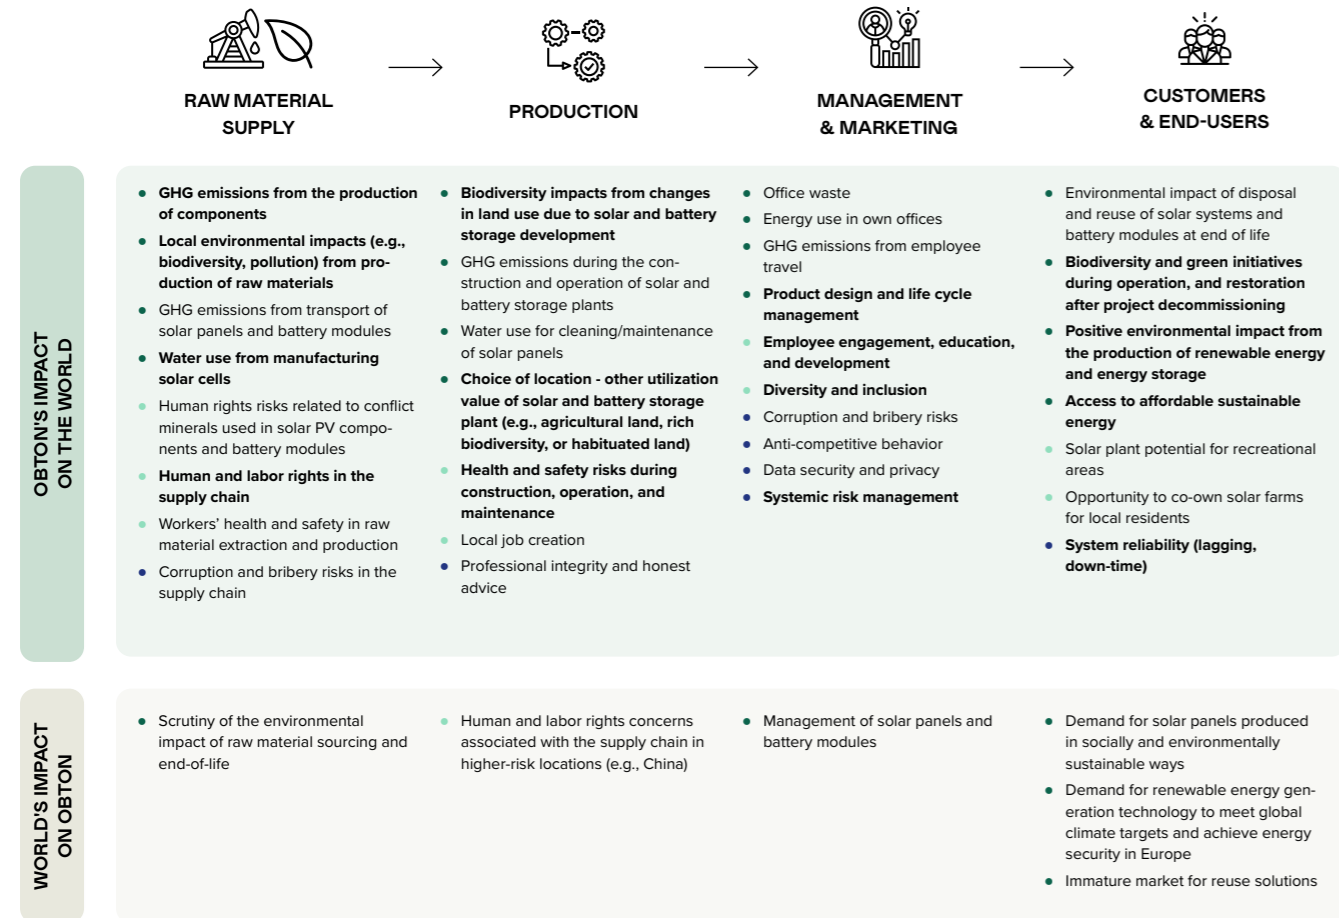 RAW MATERIAL
SUPPLY
PRODUCTION
MANAGEMENT
& MARKETING
CUSTOMERS
& END-USERS
OBTON'S IMPACT
ON THE WORLD
• GHG emissions from the production
of components
• Local environmental impacts (e.g.,
biodiversity, pollution) from pro-
duction of raw materials
• GHG emissions from transport of
solar panels and battery modules
• Water use from manufacturing
solar cells
• Human rights risks related to conflict
minerals used in solar PV compo-
nents and battery modules
• Human and labor rights in the
supply chain
• Workers' health and safety in raw
material extraction and production
• Corruption and bribery risks in the
supply chain
• Biodiversity impacts from changes
in land use due to solar and battery
storage development
• GHG emissions during the con-
struction and operation of solar and
battery storage plants
• Water use for cleaning/maintenance
of solar panels
• Choice of location - other utilization
value of solar and battery storage
plant (e.g., agricultural land, rich
biodiversity, or habituated land)
• Health and safety risks during
construction, operation, and
maintenance
• Local job creation
• Professional integrity and honest
advice
• Office waste
• Energy use in own offices
• GHG emissions from employee
travel
• Product design and life cycle
management
• Employee engagement, education,
and development
• Diversity and inclusion
• Corruption and bribery risks
• Anti-competitive behavior
• Data security and privacy
• Systemic risk management
• Environmental impact of disposal
and reuse of solar systems and
battery modules at end of life
• Biodiversity and green initiatives
during operation, and restoration
after project decommissioning
• Positive environmental impact from
the production of renewable energy
and energy storage
• Access to affordable sustainable
energy
• Solar plant potential for recreational
areas
• Opportunity to co-own solar farms
for local residents
• System reliability (lagging,
down-time)
WORLD'S IMPACT
ON OBTON
• Scrutiny of the environmental
impact of raw material sourcing and
end-of-life
• Human and labor rights concerns
associated with the supply chain in
higher-risk locations (e.g., China)
• Management of solar panels and
battery modules
• Demand for solar panels produced
in socially and environmentally
sustainable ways
• Demand for renewable energy gen-
eration technology to meet global
climate targets and achieve energy
security in Europe
• Immature market for reuse solutions